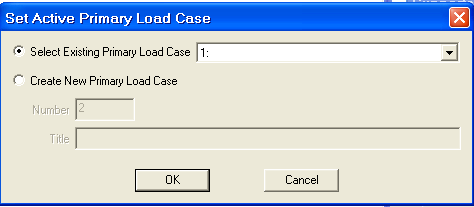 Set Active Primary Load Case
Select Existing Primary Load Case 1:
Create New Primary Load Case
Number 2
Title
OK Cancel